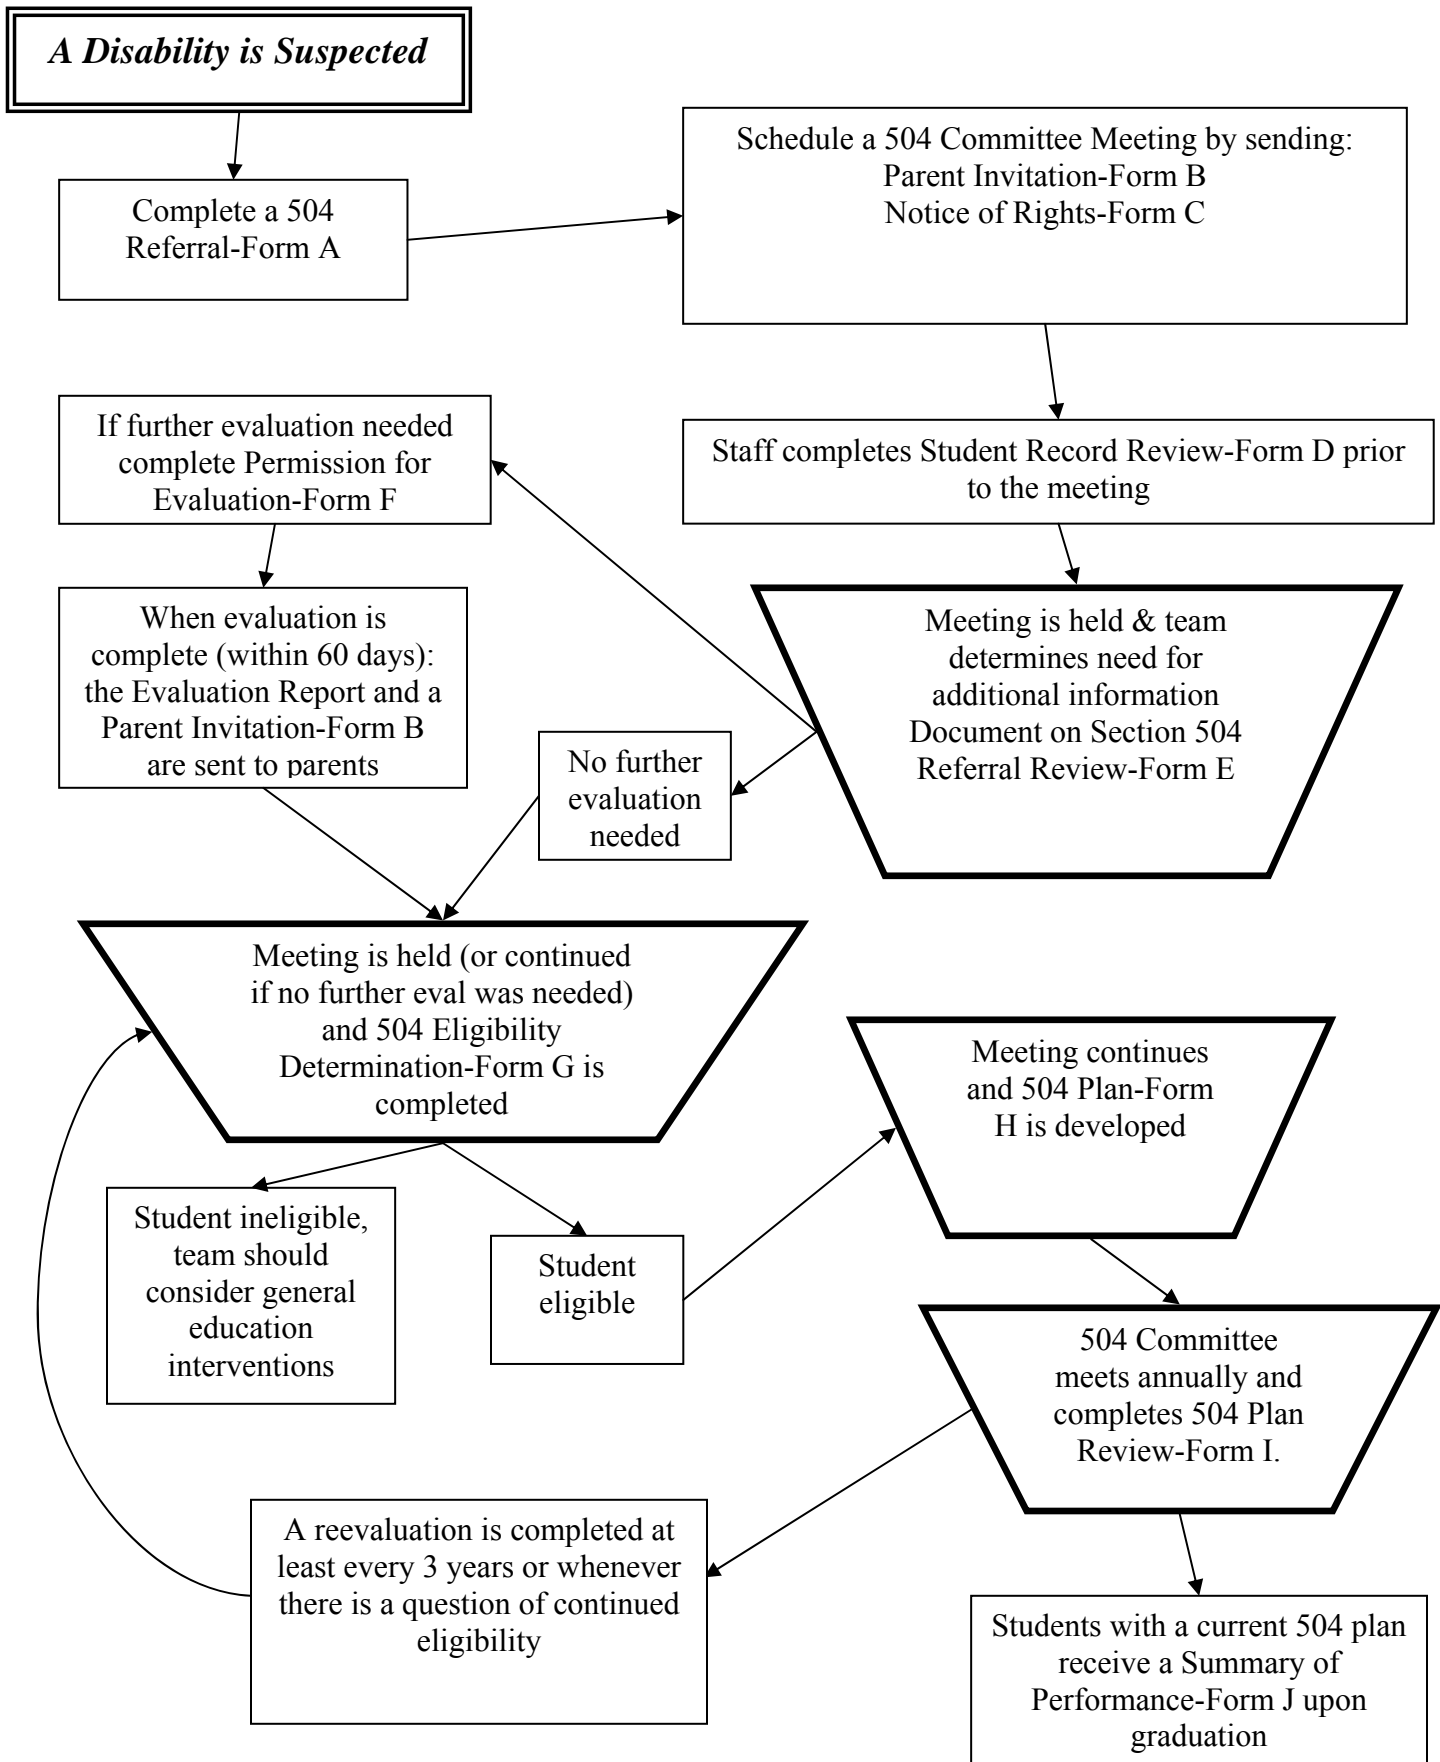 A Disability is Suspected
Complete a 504
Referral-Form A
Schedule a 504 Committee Meeting by sending:
Parent Invitation-Form B
Notice of Rights-Form C
Staff completes Student Record Review-Form D prior
to the meeting
Meeting is held & team
determines need for
additional information
Document on Section 504
Referral Review-Form E
If further evaluation needed
complete Permission for
Evaluation-Form F
When evaluation is
complete (within 60 days):
the Evaluation Report and a
Parent Invitation-Form B
are sent to parents
No further
evaluation
needed
Meeting is held (or continued
if no further eval was needed)
and 504 Eligibility
Determination-Form G is
completed
Student ineligible,
team should
consider general
education
interventions
Student
eligible
Meeting continues
and 504 Plan-Form
H is developed
504 Committee
meets annually and
completes 504 Plan
Review-Form I.
A reevaluation is completed at
least every 3 years or whenever
there is a question of continued
eligibility
Students with a current 504 plan
receive a Summary of
Performance-Form J upon
graduation